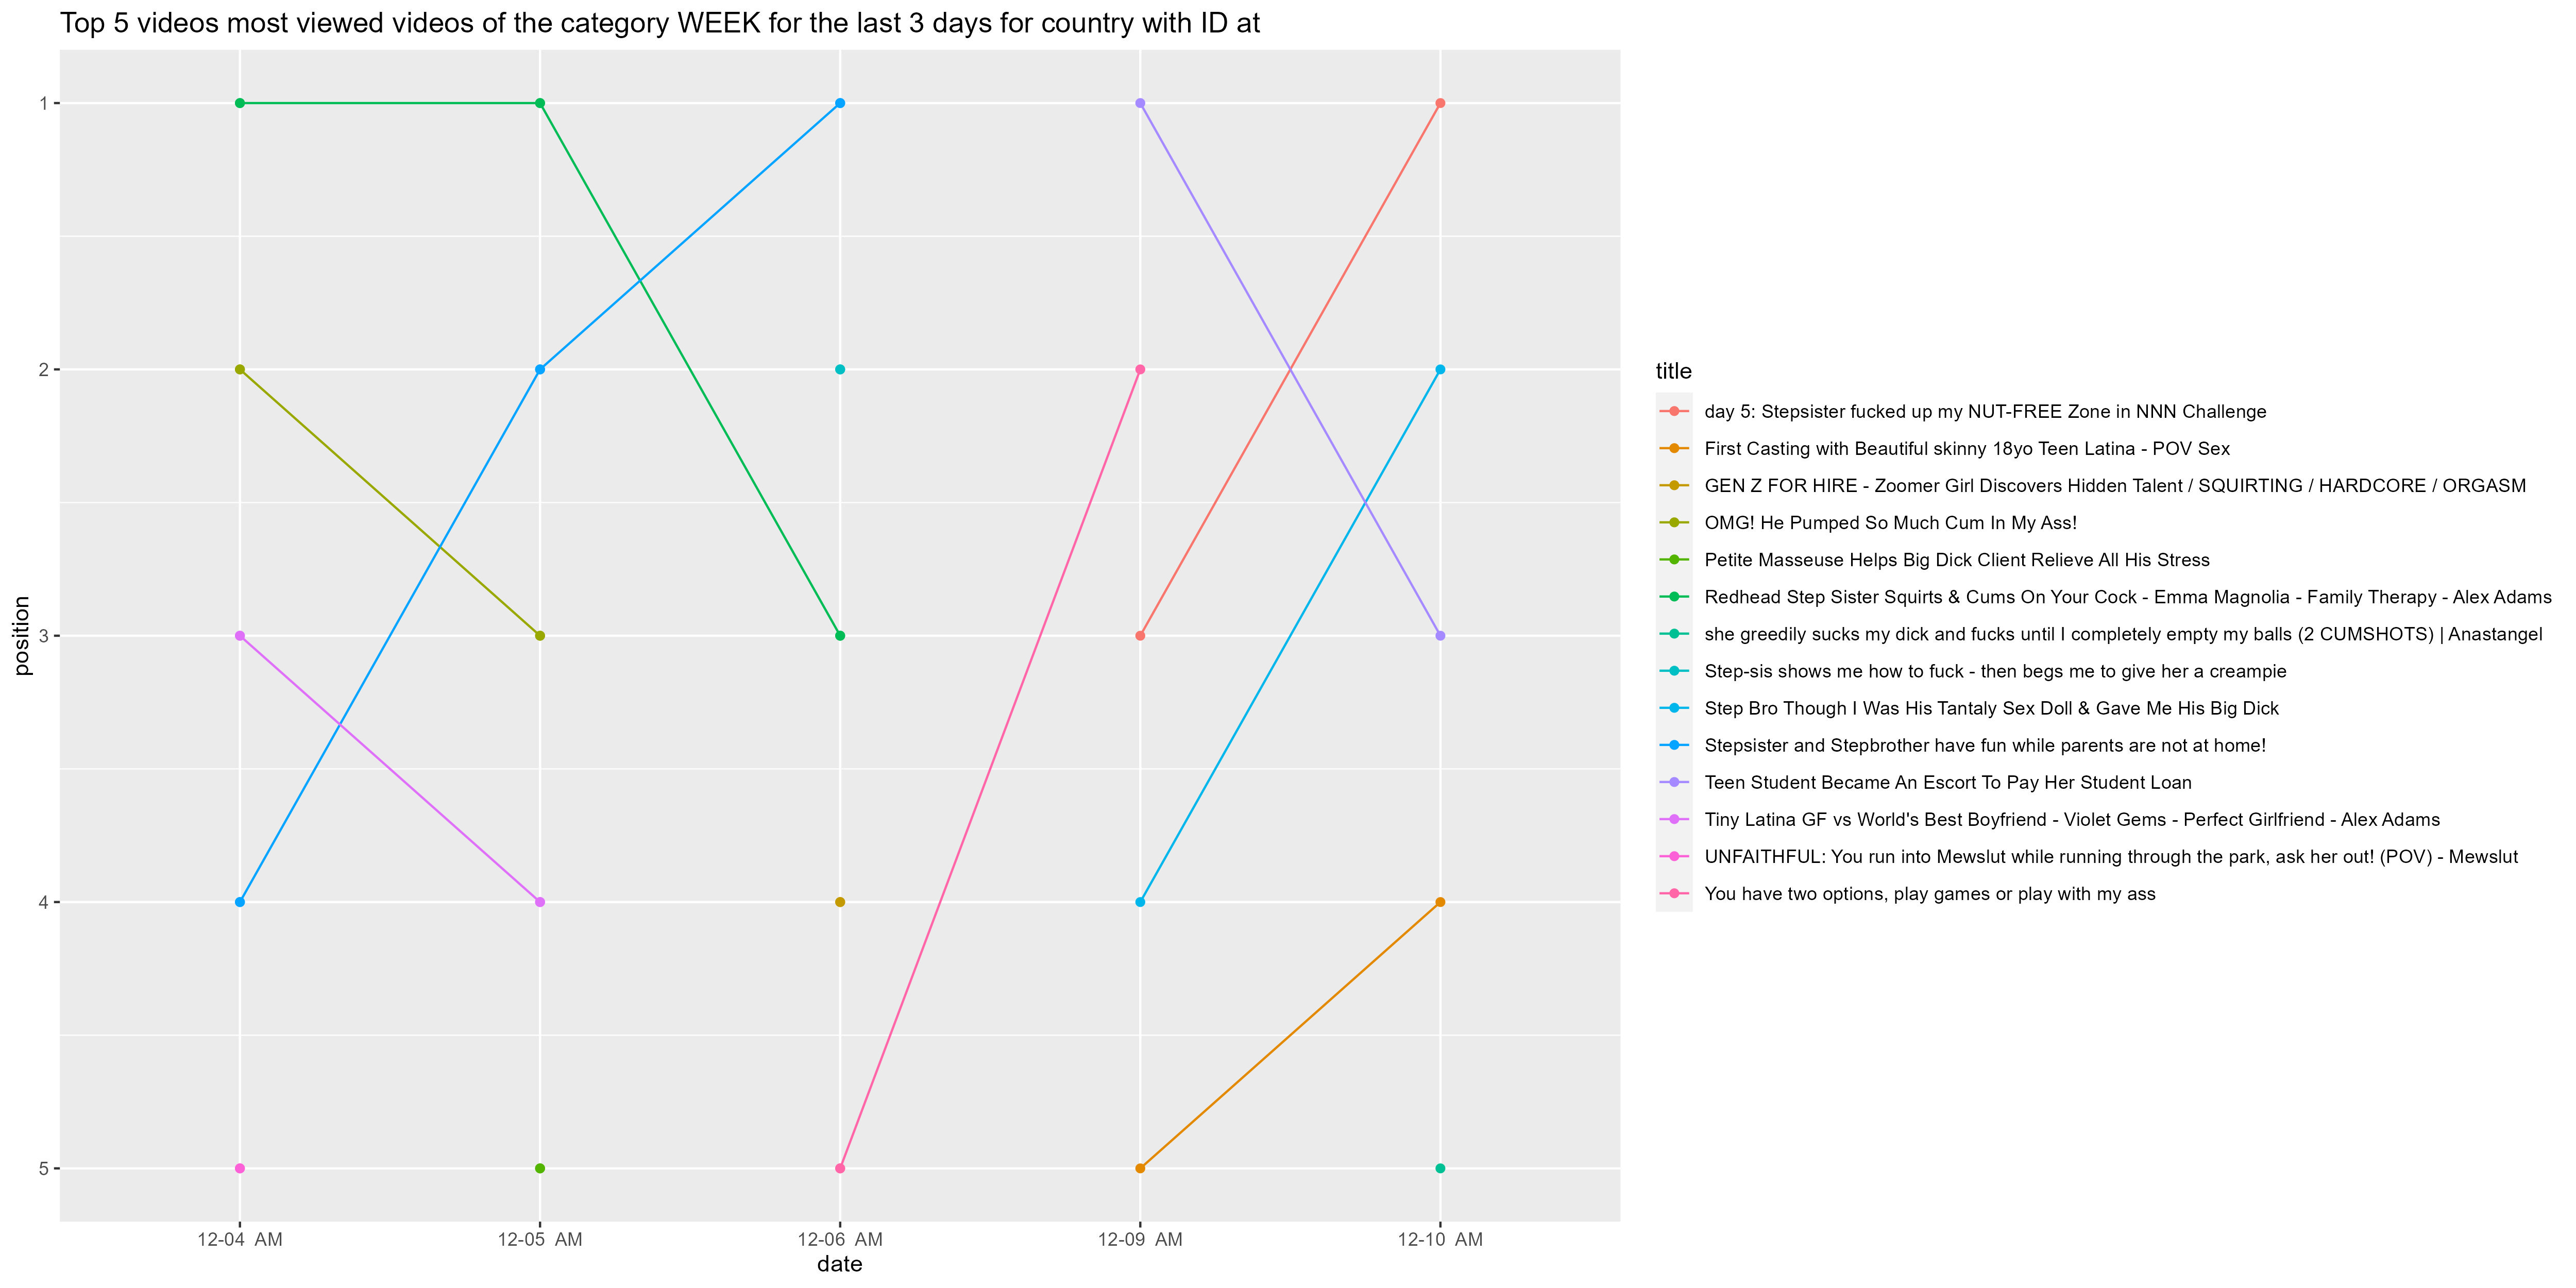 Top 5 videos most viewed videos of the category WEEK for the last 3 days for country with ID at
position
1
2
3
4
5
12-04 AM
12-05 AM
12-06 AM
12-09 AM
12-10 AM
date
title
day 5: Stepsister fucked up my NUT-FREE Zone in NNN Challenge
First Casting with Beautiful skinny 18yo Teen Latina - POV Sex
GEN Z FOR HIRE - Zoomer Girl Discovers Hidden Talent / SQUIRTING / HARDCORE / ORGASM
OMG! He Pumped So Much Cum In My Ass!
Petite Masseuse Helps Big Dick Client Relieve All His Stress
Redhead Step Sister Squirts & Cums On Your Cock - Emma Magnolia - Family Therapy - Alex Adams
she greedily sucks my dick and fucks until I completely empty my balls (2 CUMSHOTS) | Anastangel
Step-sis shows me how to fuck - then begs me to give her a creampie
Step Bro Though I Was His Tantaly Sex Doll & Gave Me His Big Dick
Stepsister and Stepbrother have fun while parents are not at home!
Teen Student Became An Escort To Pay Her Student Loan
Tiny Latina GF vs World's Best Boyfriend - Violet Gems - Perfect Girlfriend - Alex Adams
UNFAITHFUL: You run into Mewslut while running through the park, ask her out! (POV) - Mewslut
You have two options, play games or play with my ass